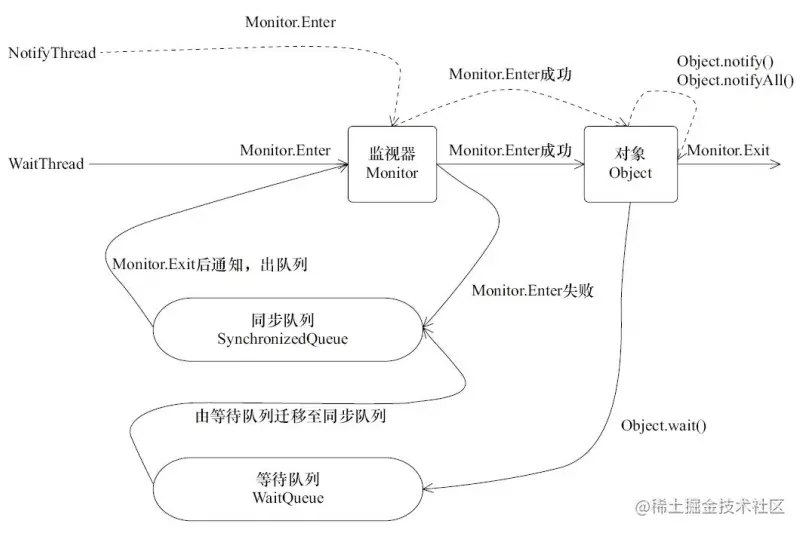 Monitor.Enter
NotifyThread
Object.notify()
Monitor.Enter成功
Object.notifyAll()
WaitThread
Monitor.Enter
监视器
Monitor
Monitor.Enter成功
对象
Object
Monitor.Exit
Monitor.Exit后通知，出队列
Monitor.Enter失败
同步队列
SynchronizedQueue
由等待队列迁移至同步队列
Object.wait()
等待队列
WaitQueue
@稀土掘金技术社区